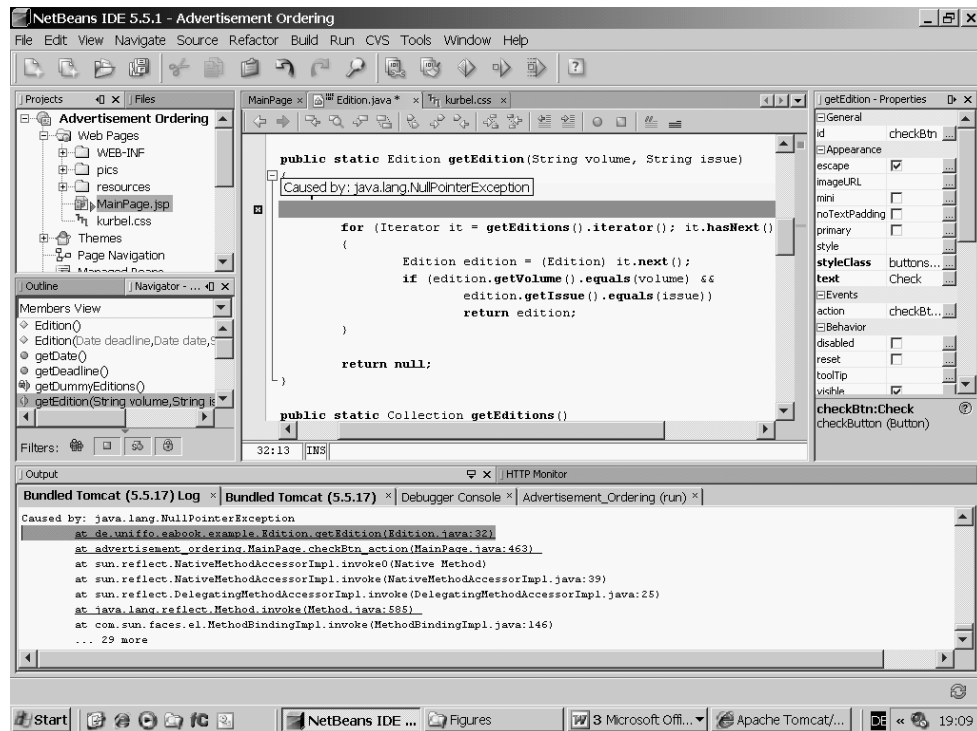 NetBeans IDE 5.5.1 - Advertisement Ordering
File Edit View Navigate Source Refactor Build Run CVS Tools Window Help
Projects
Files
Advertisement Ordering
Web Pages
WEB-INF
pics
resources
MainPage.jsp
kurbel.css
Themes
Page Navigation
Managed Beans
Outline
Navigator - ...
Members View
Edition()
Edition(Date deadline,Date date,S
getDate()
getDeadline()
getDummyEditions()
getEdition(String volume,String is
Filters:
MainPage
Edition.java *
kurbel.css
public static Edition getEdition(String volume, String issue)
{
Caused by: java.lang.NullPointerException
for (Iterator it = getEditions().iterator(); it.hasNext()
{
Edition edition = (Edition) it.next();
if (edition.getVolume().equals(volume) &&
edition.getIssue().equals(issue))
return edition;
}
return null;
}
public static Collection getEditions()
32:13 INS
getEdition - Properties
General
id checkBtn ...
Appearance
escape
imageURL
mini
noTextPadding
primary
style
styleClass buttons...
text Check
Events
action checkBt...
Behavior
disabled
reset
toolTip
visible
checkBtn:Check
checkButton (Button)
Output
HTTP Monitor
Bundled Tomcat (5.5.17) Log × Bundled Tomcat (5.5.17) × Debugger Console × Advertisement_Ordering (run) ×
Caused by: java.lang.NullPointerException
at de.uniffo.eabook.example.Edition.getEdition(Edition.java:32)
at advertisement_ordering.MainPage.checkBtn_action(MainPage.java:463)
at sun.reflect.NativeMethodAccessorImpl.invoke0(Native Method)
at sun.reflect.NativeMethodAccessorImpl.invoke(NativeMethodAccessorImpl.java:39)
at sun.reflect.DelegatingMethodAccessorImpl.invoke(DelegatingMethodAccessorImpl.java:25)
at java.lang.reflect.Method.invoke(Method.java:585)
at com.sun.faces.el.MethodBindingImpl.invoke(MethodBindingImpl.java:146)
... 29 more
Start
NetBeans IDE ...
Figures
3 Microsoft Offi...
Apache Tomcat/...
DE
«
19:09